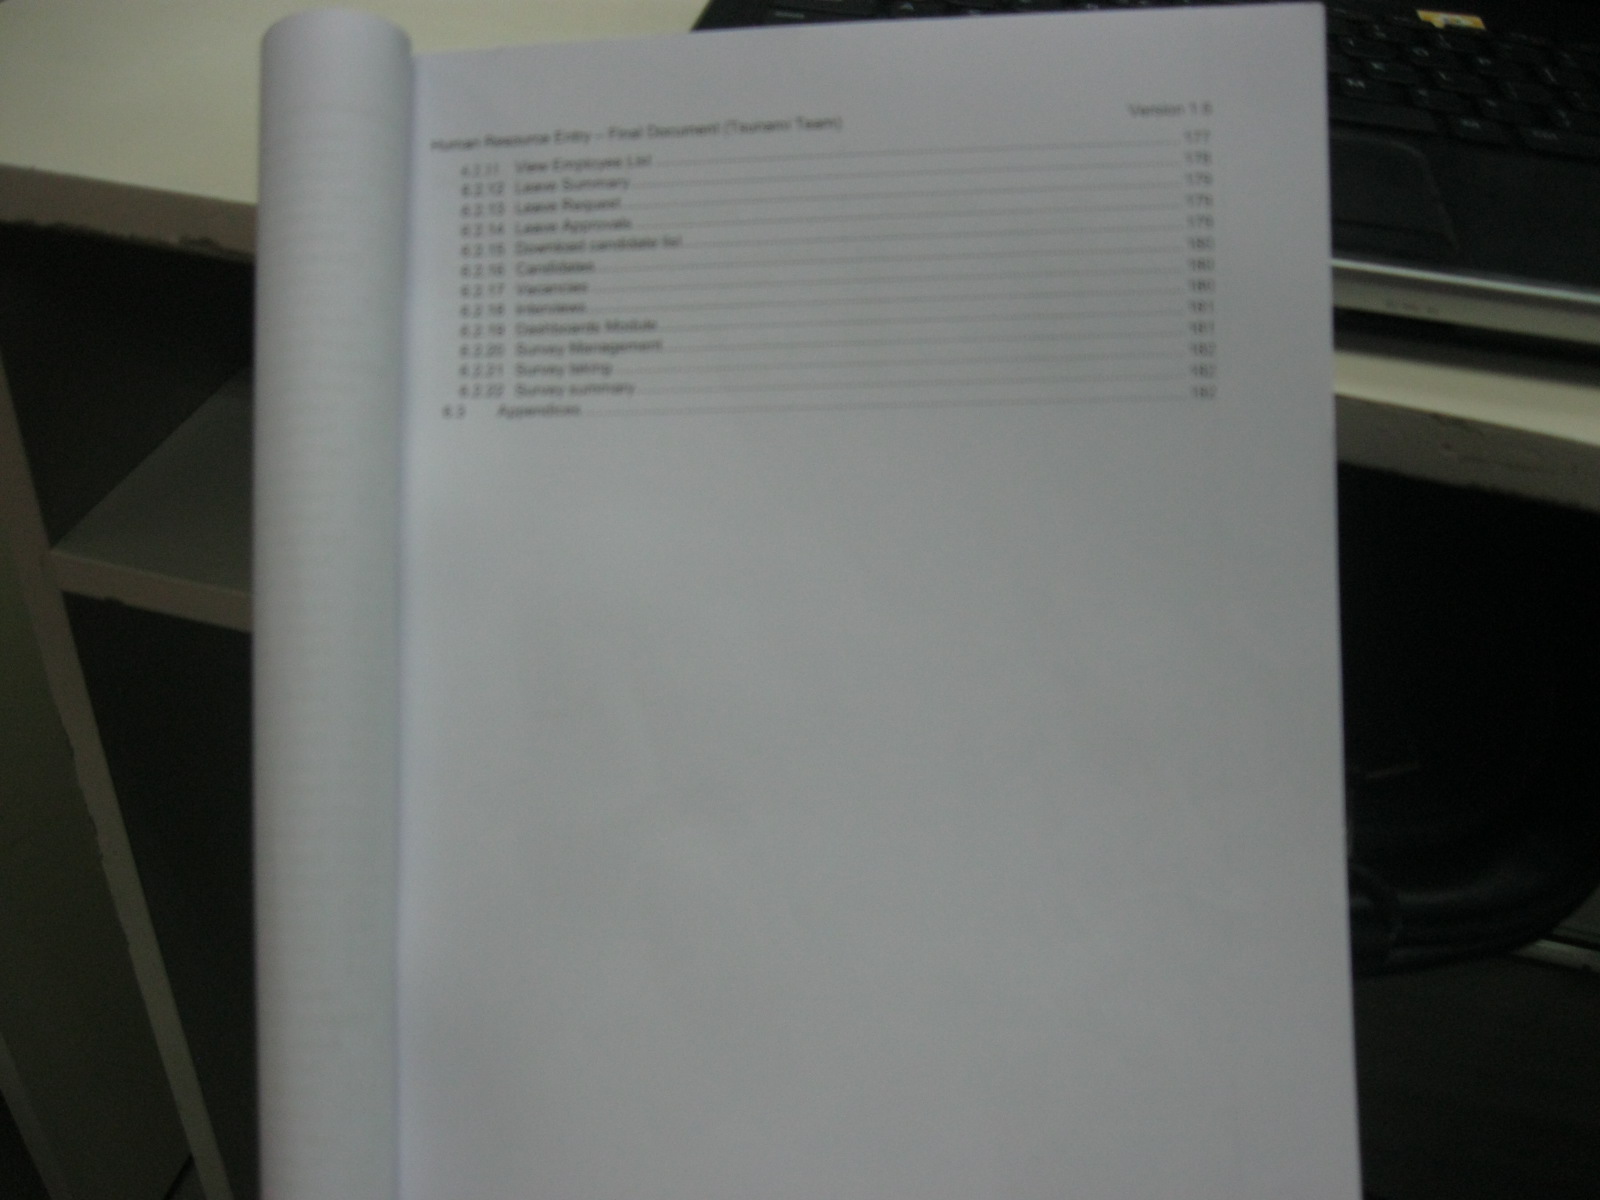 Human Resource Entry – Final Document (Tsunami Team) Version 1.5
6.2.11 View Employee List 177
6.2.12 Leave Summary 178
6.2.13 Leave Request
6.2.14 Leave Approvals
6.2.15 Download candidate list 179
6.2.16 Candidates 180
6.2.17 Vacancies 180
6.2.18 Interviews 180
6.2.19 Dashboards Module 181
6.2.20 Survey Management 181
6.2.21 Survey taking 182
6.2.22 Survey summary 182
6.3 Appendices